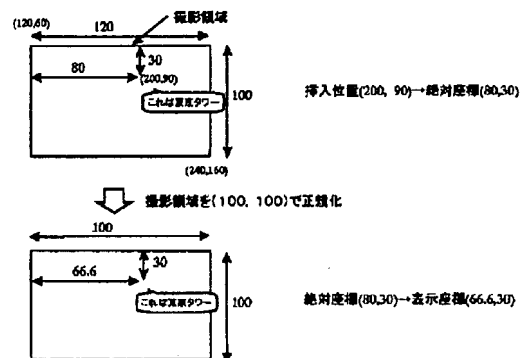 (120,60)
撮影領域
120
30
80
(200,90)
これは東京タワー
100
挿入位置(200, 90)→絶対座標(80,30)
(240,160)
撮影領域を(100, 100)で正規化
100
30
66.6
これは東京タワー
100
絶対座標(80,30)→表示座標(66.6,30)